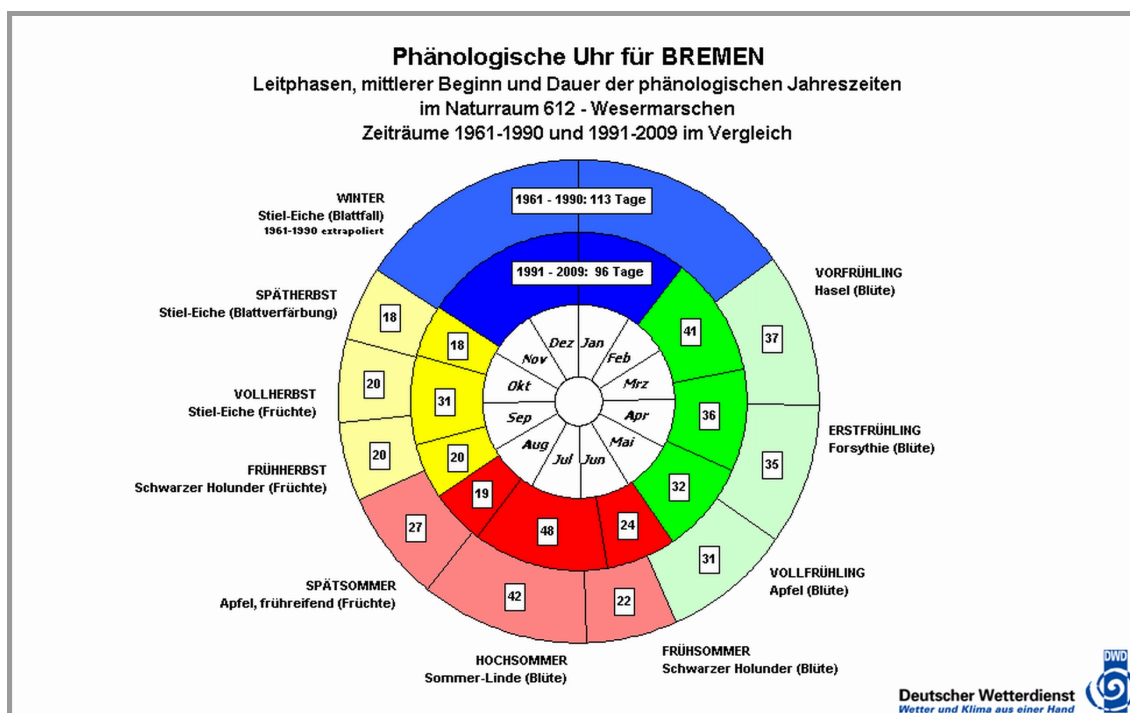 Phänologische Uhr für BREMEN
Leitphasen, mittlerer Beginn und Dauer der phänologischen Jahreszeiten
im Naturraum 612 - Wesermarschen
Zeiträume 1961-1990 und 1991-2009 im Vergleich
WINTER
Stiel-Eiche (Blattfall)
1961-1990 extrapoliert
1961 - 1990: 113 Tage
1991 - 2009: 96 Tage
VORFRÜHLING
Hasel (Blüte)
37
41
ERSTFRÜHLING
Forsythie (Blüte)
35
36
VOLLFRÜHLING
Apfel (Blüte)
31
32
FRÜHSOMMER
Schwarzer Holunder (Blüte)
22
24
HOCHSOMMER
Sommer-Linde (Blüte)
42
48
SPÄTSOMMER
Apfel, frühreifend (Früchte)
27
19
FRÜHHERBST
Schwarzer Holunder (Früchte)
20
20
VOLLHERBST
Stiel-Eiche (Früchte)
20
31
SPÄTHERBST
Stiel-Eiche (Blattverfärbung)
18
18
Jan
Feb
Mrz
Apr
Mai
Jun
Jul
Aug
Sep
Okt
Nov
Dez
DWD
Deutscher Wetterdienst
Wetter und Klima aus einer Hand